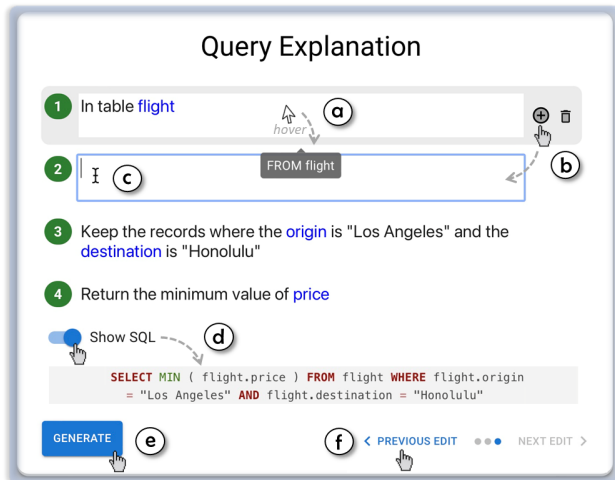 Query Explanation
1 In table flight
a
hover
FROM flight
b
2
c
3 Keep the records where the origin is "Los Angeles" and the
destination is "Honolulu"
4 Return the minimum value of price
Show SQL
d
SELECT MIN ( flight.price ) FROM flight WHERE flight.origin
= "Los Angeles" AND flight.destination = "Honolulu"
GENERATE
e
f
< PREVIOUS EDIT
NEXT EDIT >